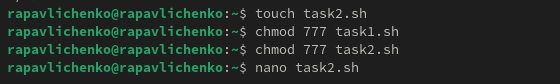 rapavlichenko@rapavlichenko:~$ touch task2.sh
rapavlichenko@rapavlichenko:~$ chmod 777 task1.sh
rapavlichenko@rapavlichenko:~$ chmod 777 task2.sh
rapavlichenko@rapavlichenko:~$ nano task2.sh